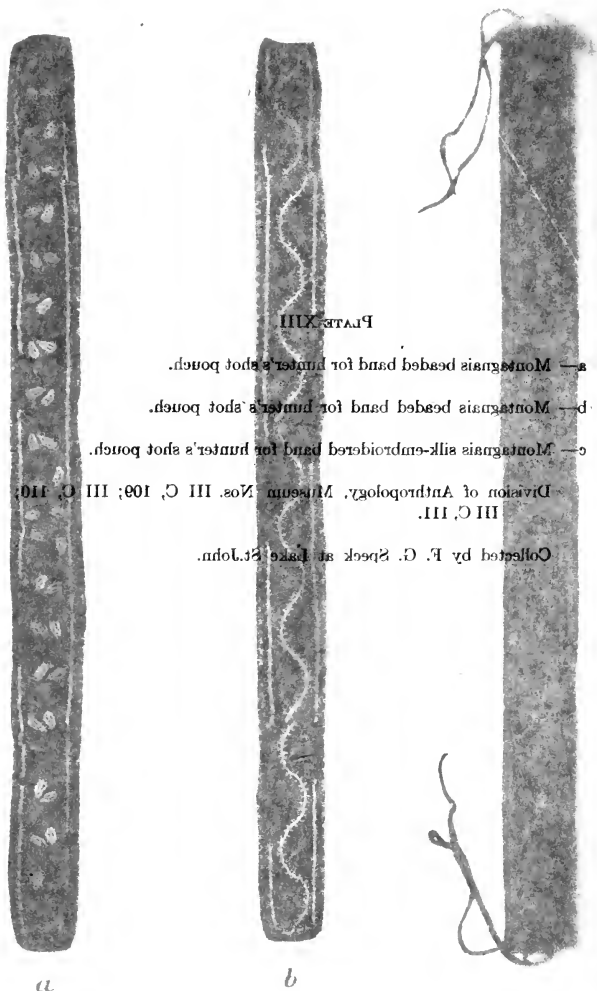 PLATE XIII
a— Montagnais beaded band for hunter's shot pouch.
b— Montagnais beaded band for hunter's shot pouch.
c— Montagnais silk-embroidered band for hunter's shot pouch.
Division of Anthropology, Museum Nos. III C, 109; III C, 110;
III C, 111.
Collected by F. G. Speck at Lake St.John.
a
b